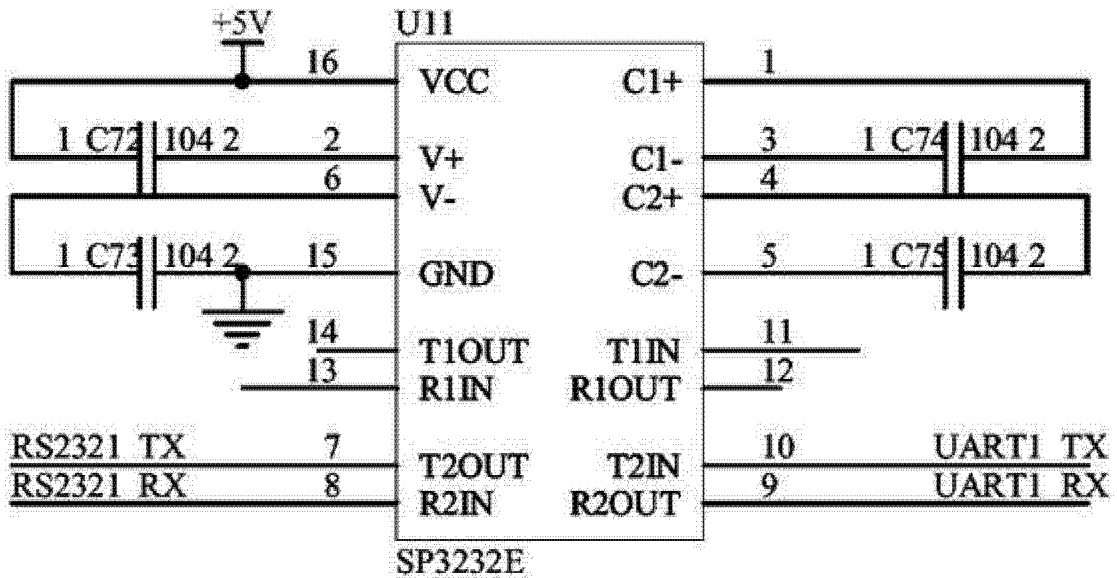 +5V U11
16 VCC C1+ 1
1 C72 104 2 2 V+ C1- 3 1 C74 104 2
6 V- C2+ 4
1 C73 104 2 15 GND C2- 5 1 C75 104 2
14 T1OUT T1IN 11
13 R1IN R1OUT 12
RS2321 TX 7 T2OUT T2IN 10 UART1 TX
RS2321 RX 8 R2IN R2OUT 9 UART1 RX
SP3232E